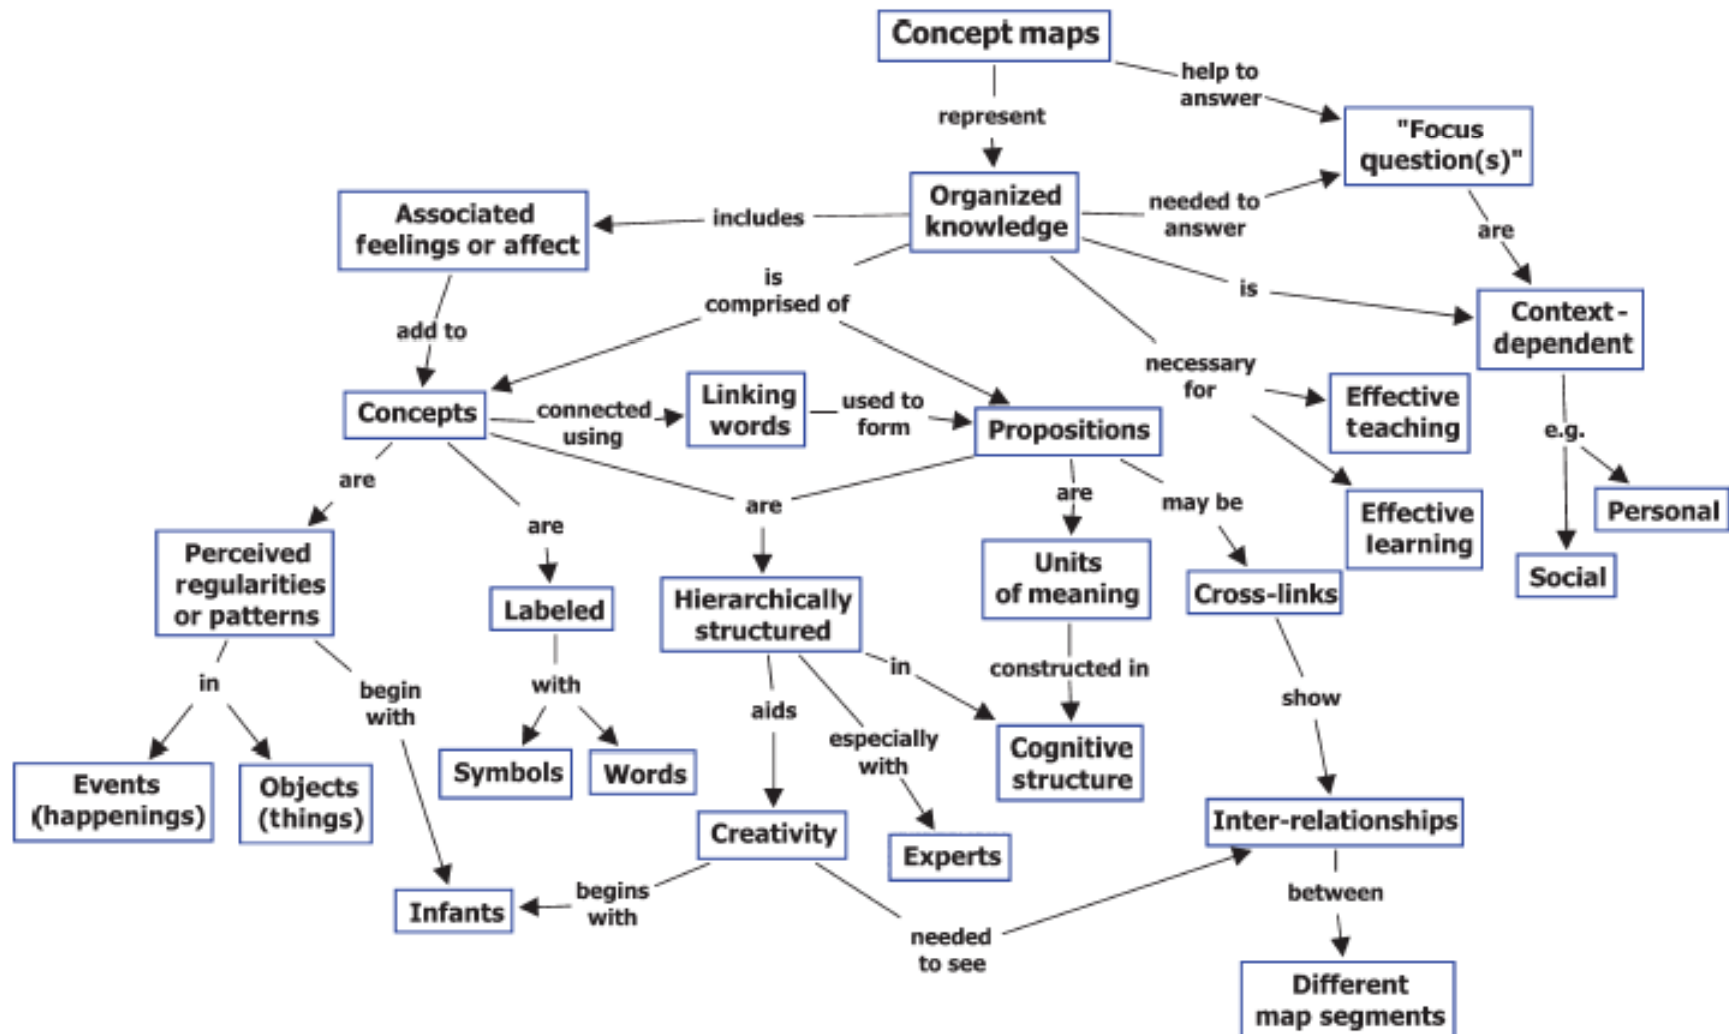 Concept maps
help to
answer
represent
"Focus
question(s)"
Organized
knowledge
Associated
feelings or affect
includes
needed to
answer
are
is
comprised of
is
Context-
dependent
add to
necessary
for
Concepts
connected
using
Linking
words
used to
form
Propositions
Effective
teaching
e.g.
are
are
are
are
may be
Effective
learning
Personal
Social
Perceived
regularities
or patterns
Labeled
Hierarchically
structured
Units
of meaning
Cross-links
in
begin
with
with
aids
in
constructed in
show
especially
with
Events
(happenings)
Objects
(things)
Symbols
Words
Cognitive
structure
Creativity
Experts
Inter-relationships
Infants
begins
with
needed
to see
between
Different
map segments